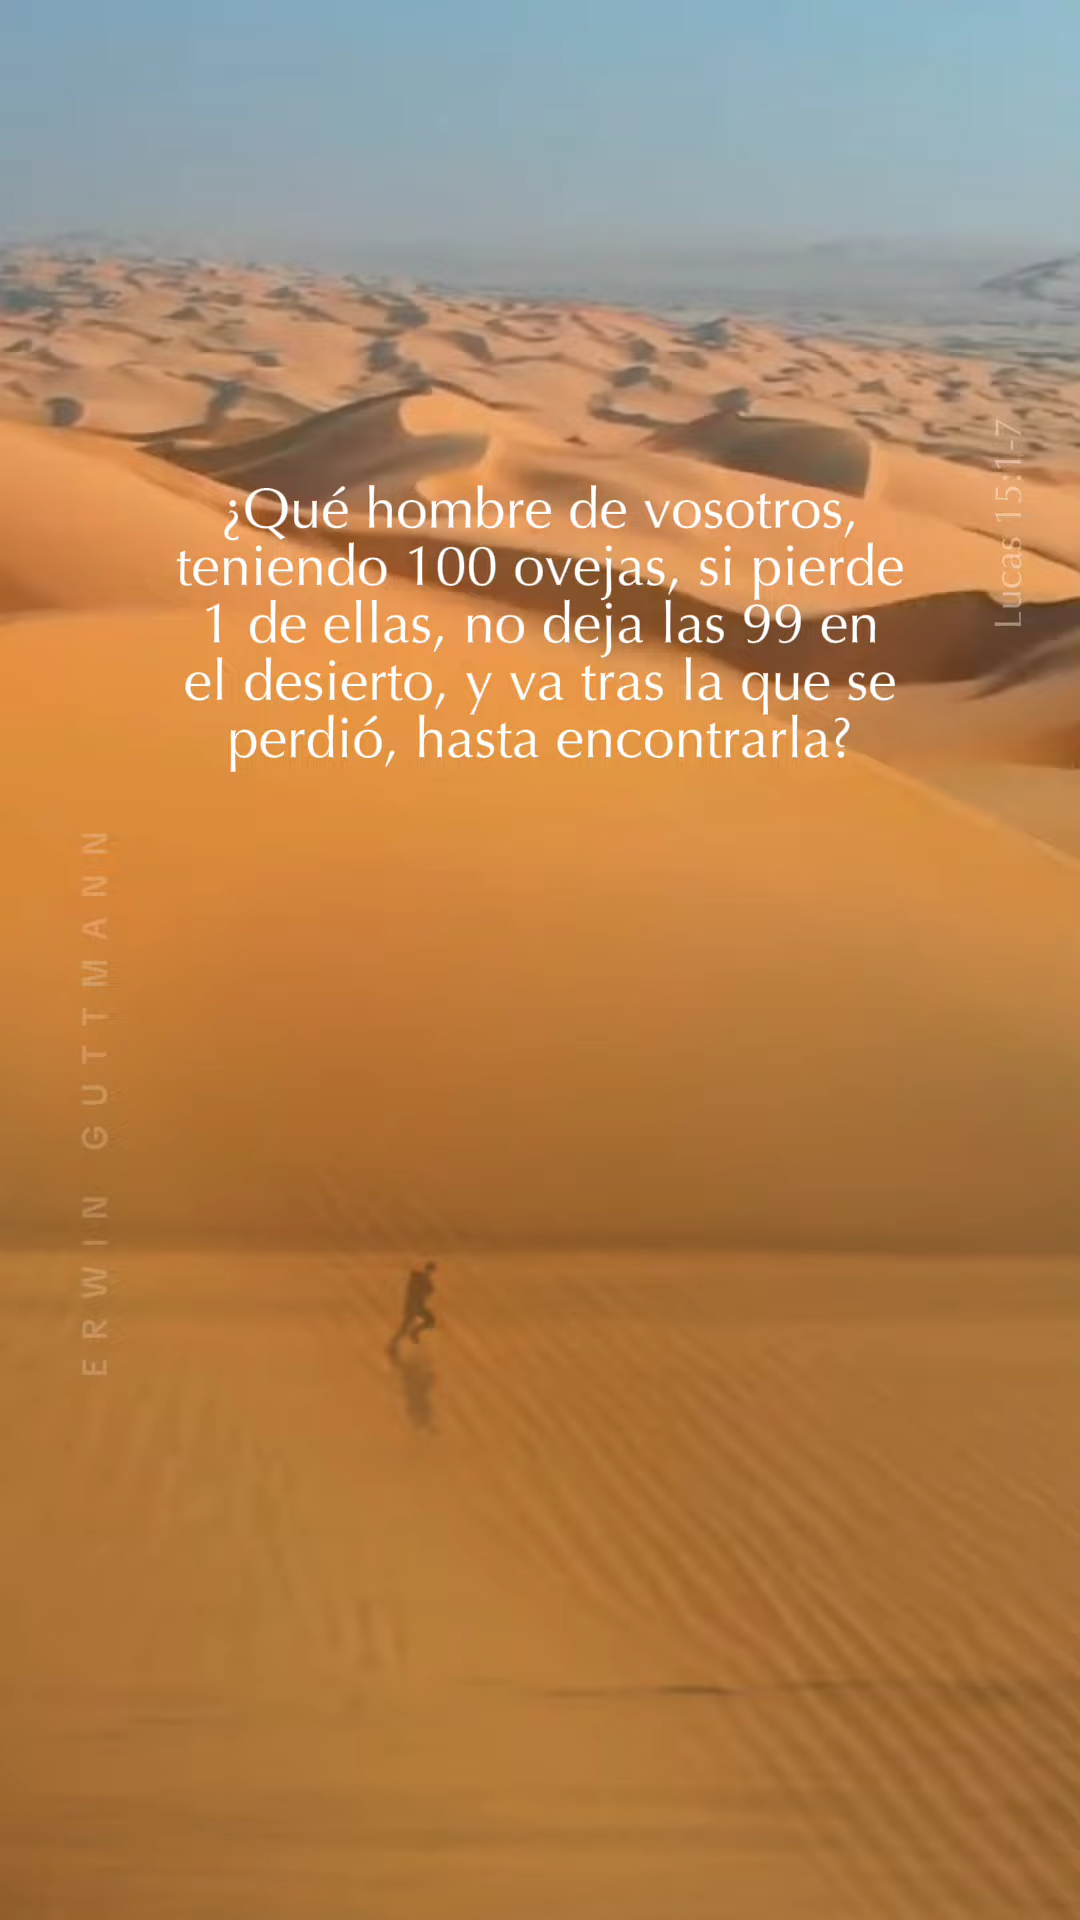 ¿Qué hombre de vosotros,
teniendo 100 ovejas, si pierde
1 de ellas, no deja las 99 en
el desierto, y va tras la que se
perdió, hasta encontrarla?
Lucas 15:1-7
ERWIN GUTTMANN